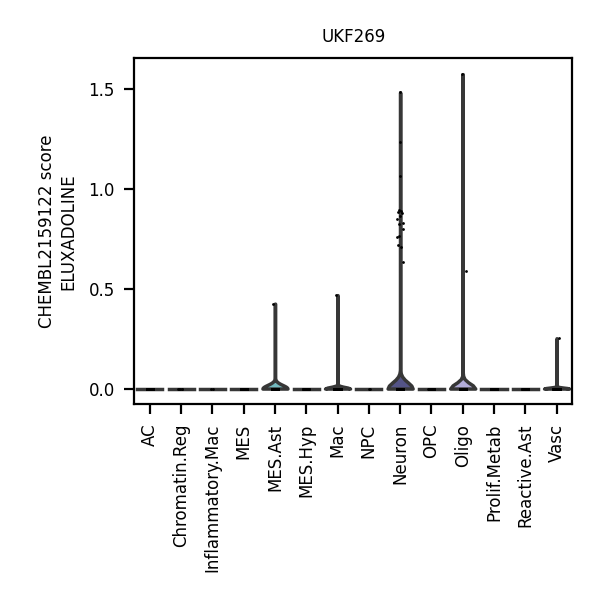 UKF269
CHEMBL2159122 score
ELUXADOLINE
1.5
1.0
0.5
0.0
AC
Chromatin.Reg
Inflammatory.Mac
MES
MES.Ast
MES.Hyp
Mac
NPC
Neuron
OPC
Oligo
Prolif.Metab
Reactive.Ast
Vasc